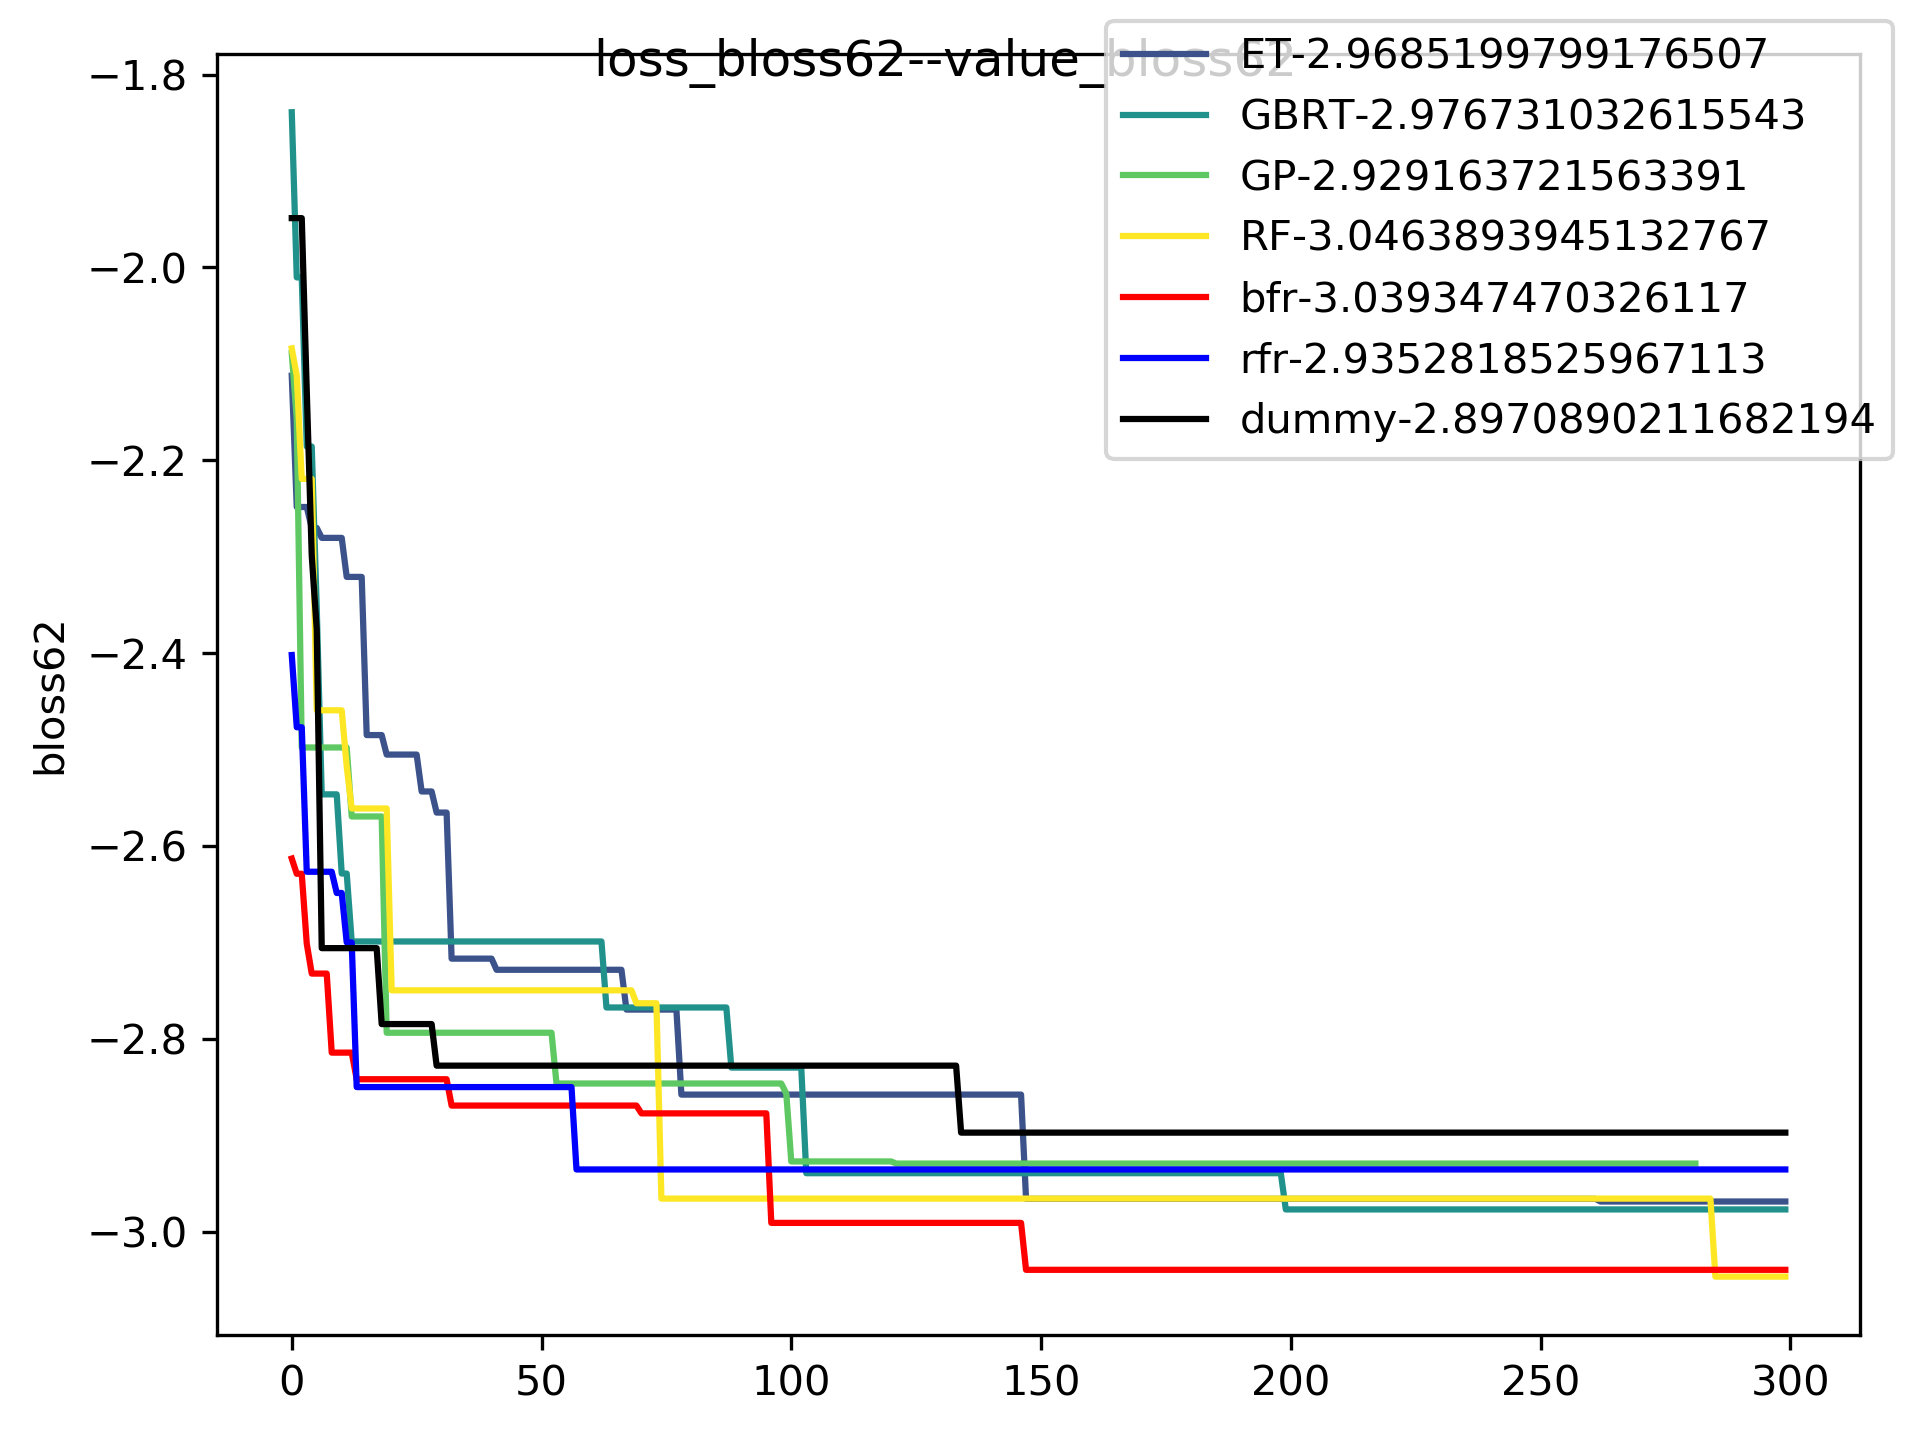 loss_bloss62--value_bloss62
ET-2.9685199799176507
GBRT-2.976731032615543
GP-2.929163721563391
RF-3.0463893945132767
bfr-3.039347470326117
rfr-2.9352818525967113
dummy-2.8970890211682194
bloss62
−1.8
−2.0
−2.2
−2.4
−2.6
−2.8
−3.0
0 50 100 150 200 250 300